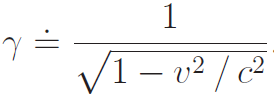 γ ≐ 1 / √(1 − v² / c²).